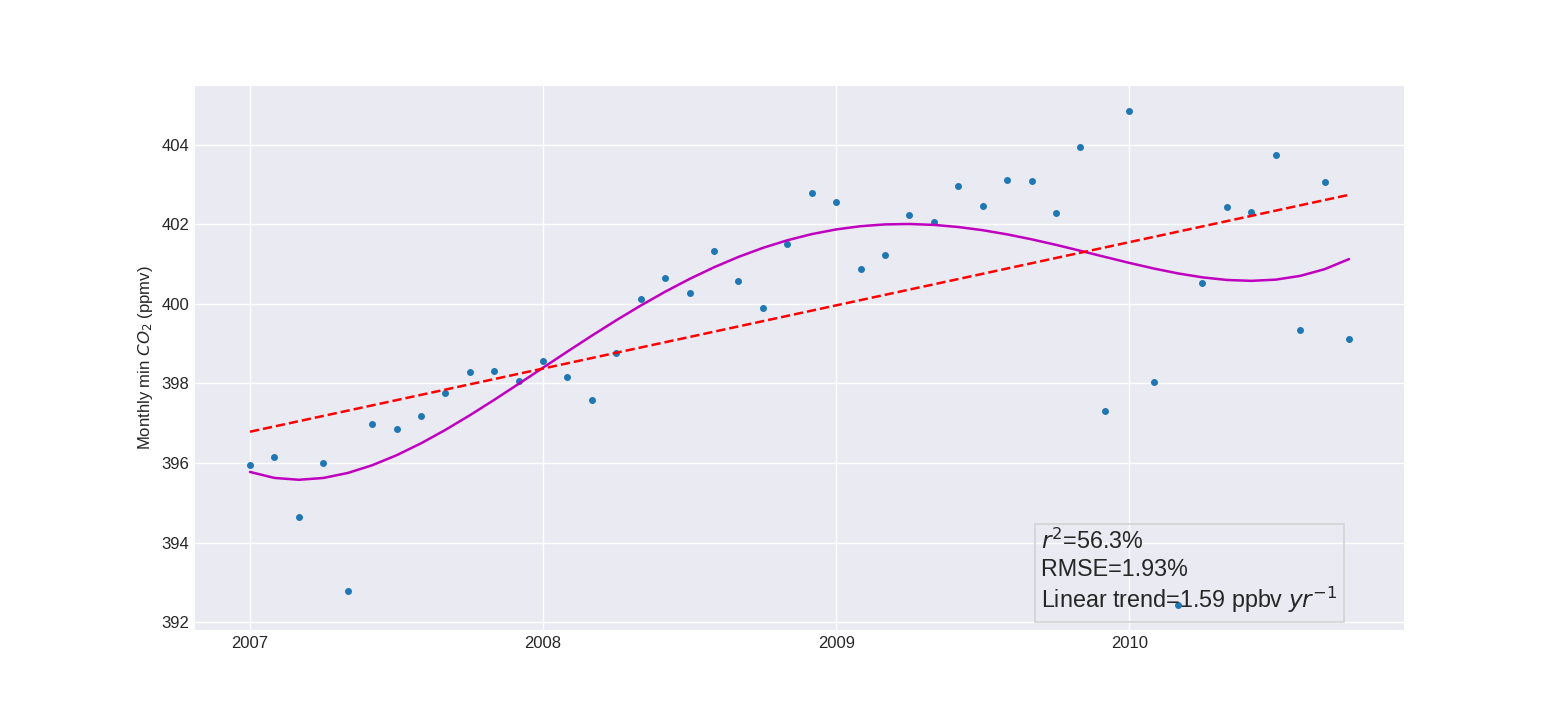 404
402
400
398
396
394
392
Monthly min CO₂ (ppmv)
r²=56.3%
RMSE=1.93%
Linear trend=1.59 ppbv yr⁻¹
2007 2008 2009 2010